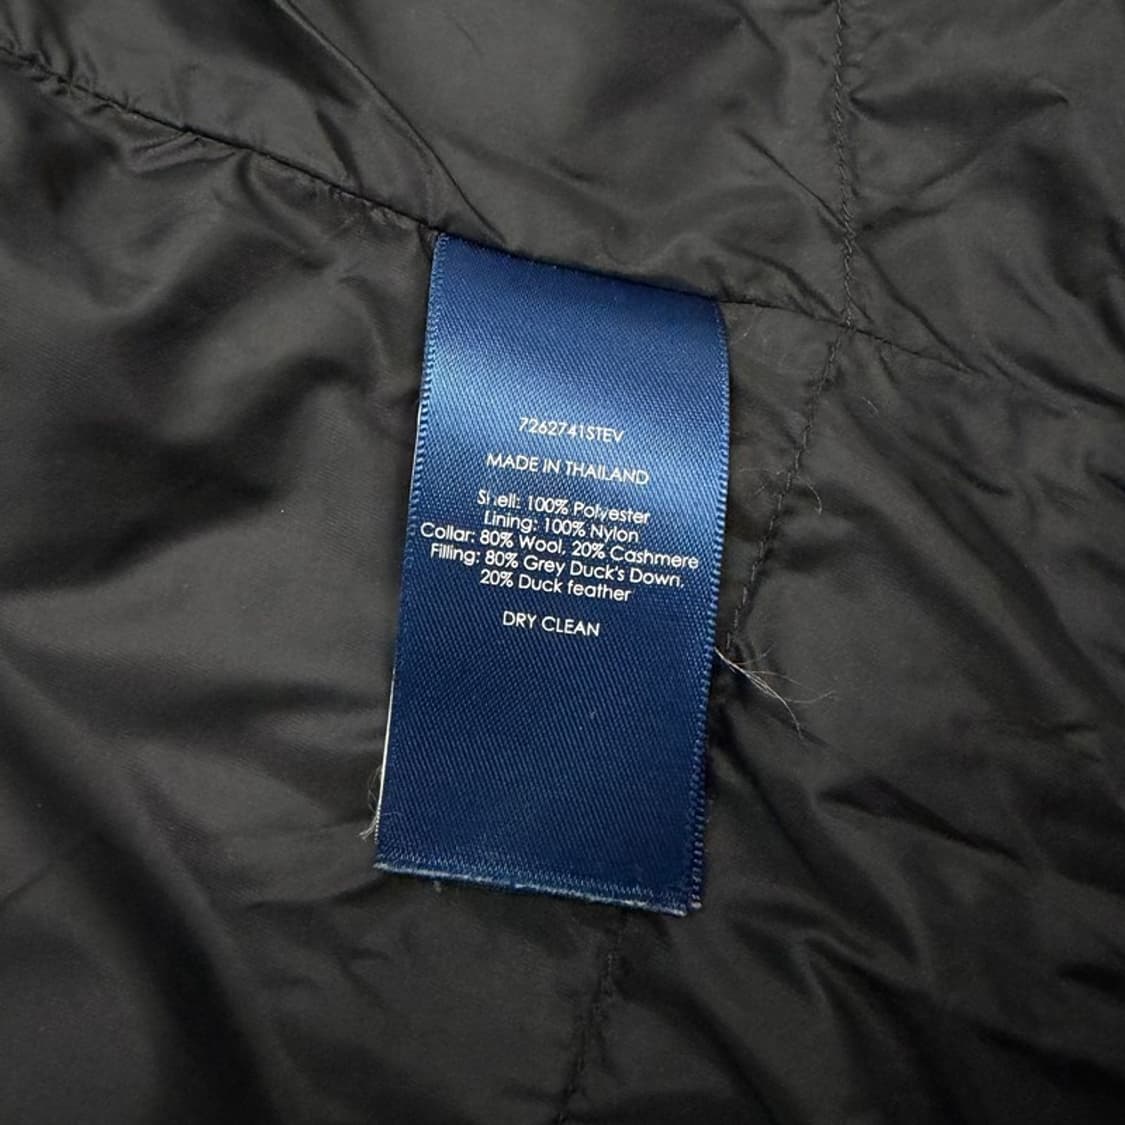 7262741STEV
MADE IN THAILAND
Shell: 100% Polyester
Lining: 100% Nylon
Collar: 80% Wool, 20% Cashmere
Filling: 80% Grey Duck's Down,
20% Duck feather
DRY CLEAN